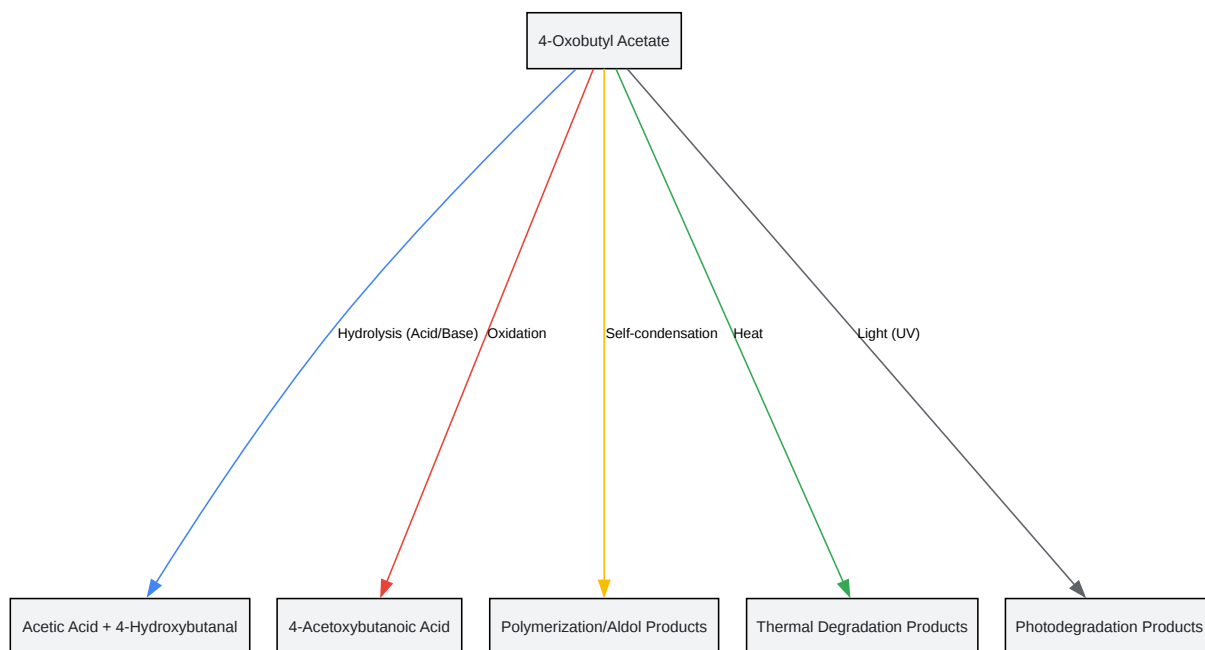 4-Oxobutyl Acetate
Hydrolysis (Acid/Base)
Oxidation
Self-condensation
Heat
Light (UV)
Acetic Acid + 4-Hydroxybutanal
4-Acetoxybutanoic Acid
Polymerization/Aldol Products
Thermal Degradation Products
Photodegradation Products